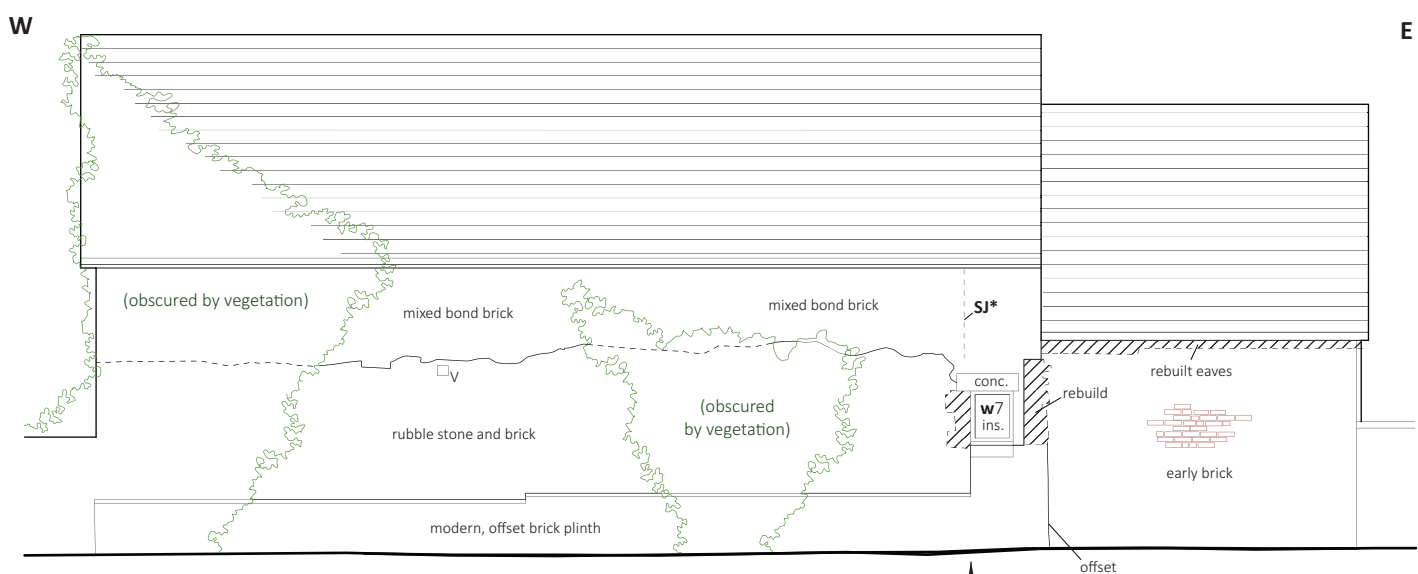 W
E
(obscured by vegetation)
mixed bond brick
mixed bond brick
SJ*
rebuilt eaves
V
conc.
rebuild
w7
ins.
(obscured
by vegetation)
rubble stone and brick
early brick
modern, offset brick plinth
offset